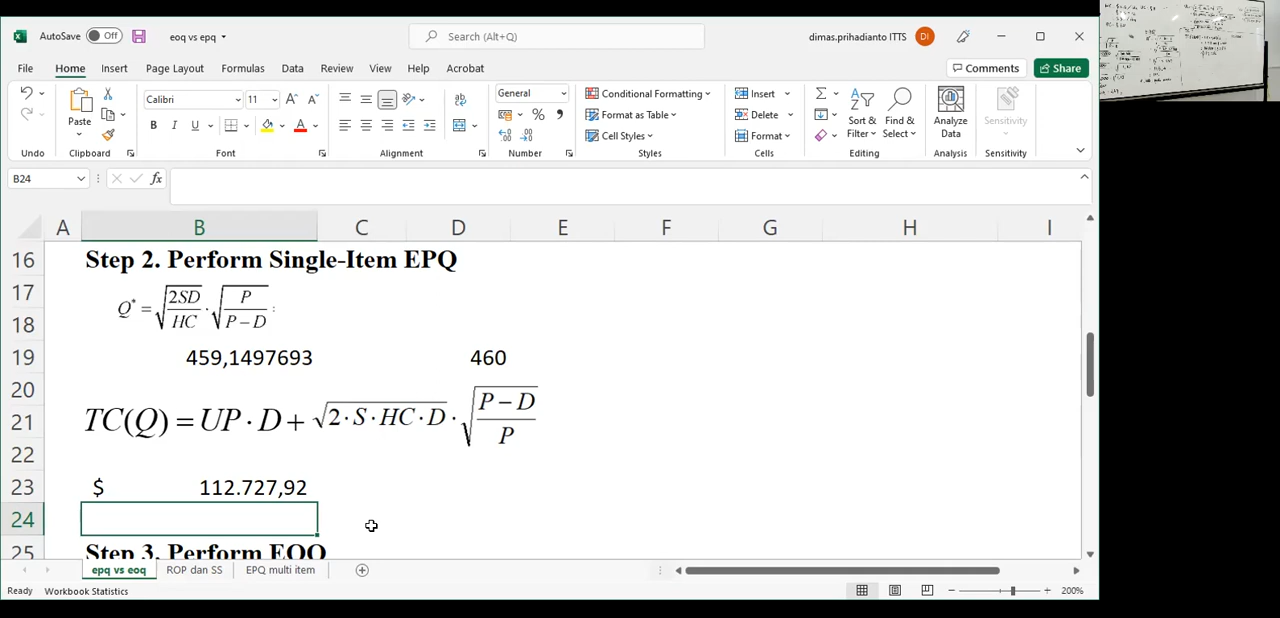 AutoSave Off eoq vs epq Search (Alt+Q) dimas.prihadianto ITTS DI
File Home Insert Draw Page Layout Formulas Data Review View Help Acrobat Comments Share
Calibri 11 General Conditional Formatting Insert
Paste Format as Table Delete Sort & Filter Find & Select Analyze Data Sensitivity
B I U A % Cell Styles Format
Undo Clipboard Font Alignment Number Styles Cells Editing Analysis Sensitivity
B24 fx
A B C D E F G H I
16 Step 2. Perform Single-Item EPQ
17
18
Q* = √(2SD/HC) · √(P/(P−D)) :
19 459,1497693 460
20
21 TC(Q) = UP · D + √(2 · S · HC · D) · √((P − D)/P)
22
23 $ 112.727,92
24
25 Step 3. Perform EOQ
epq vs eoq ROP dan SS EPQ multi item
Ready Workbook Statistics 200%